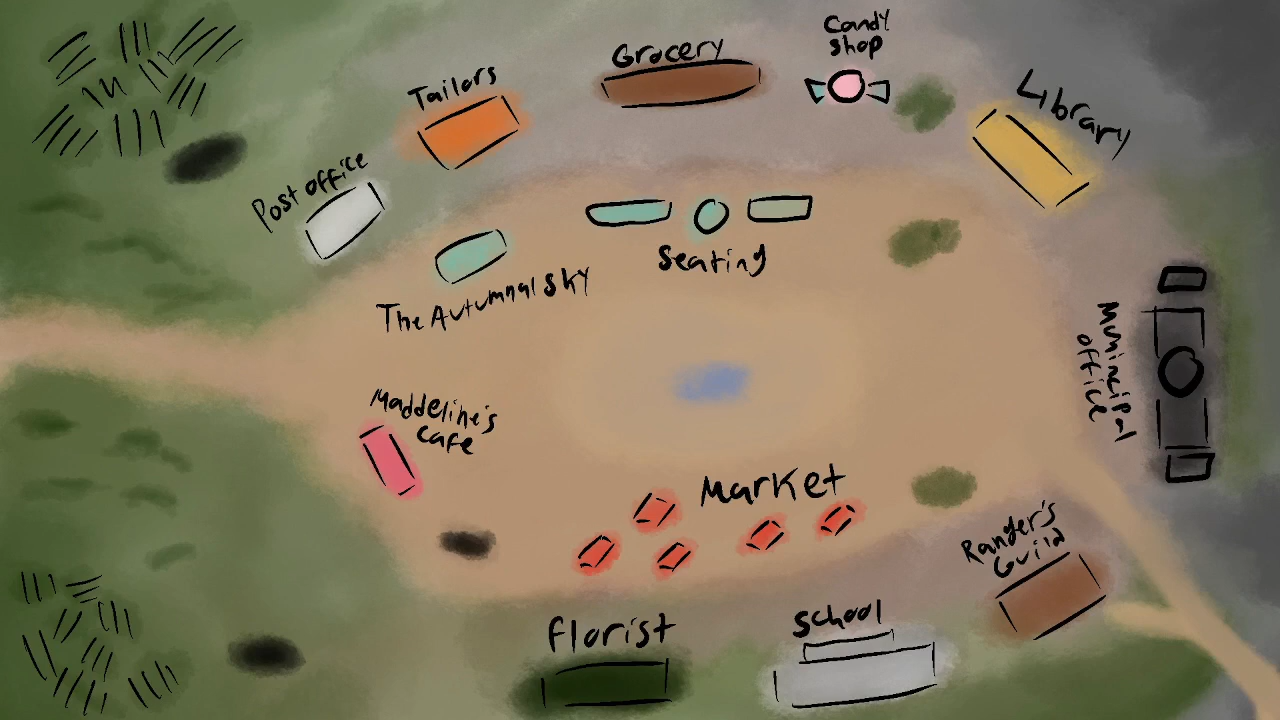 Candy
shop
Grocery
Tailors
Library
Post office
Seating
The Autumnal sky
Municipal
office
Maddeline's
cafe
Market
Ranger's
Guild
School
florist